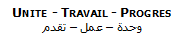 UNITE - TRAVAIL - PROGRES
وحدة – عمل – تقدم